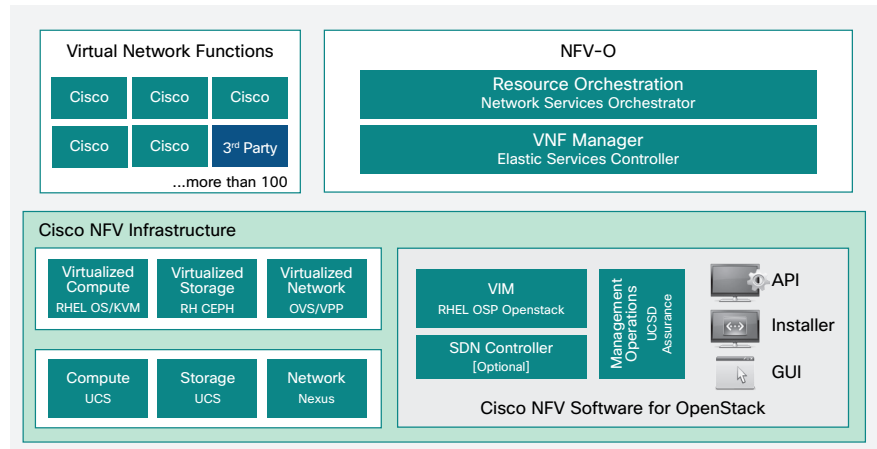 Virtual Network Functions
Cisco
Cisco
Cisco
Cisco
Cisco
3rd Party
...more than 100
NFV-O
Resource Orchestration
Network Services Orchestrator
VNF Manager
Elastic Services Controller
Cisco NFV Infrastructure
Virtualized
Compute
RHEL OS/KVM
Virtualized
Storage
RH CEPH
Virtualized
Network
OVS/VPP
Compute
UCS
Storage
UCS
Network
Nexus
VIM
RHEL OSP Openstack
SDN Controller
[Optional]
Management
Operations
UCSD
Assurance
API
Installer
GUI
Cisco NFV Software for OpenStack